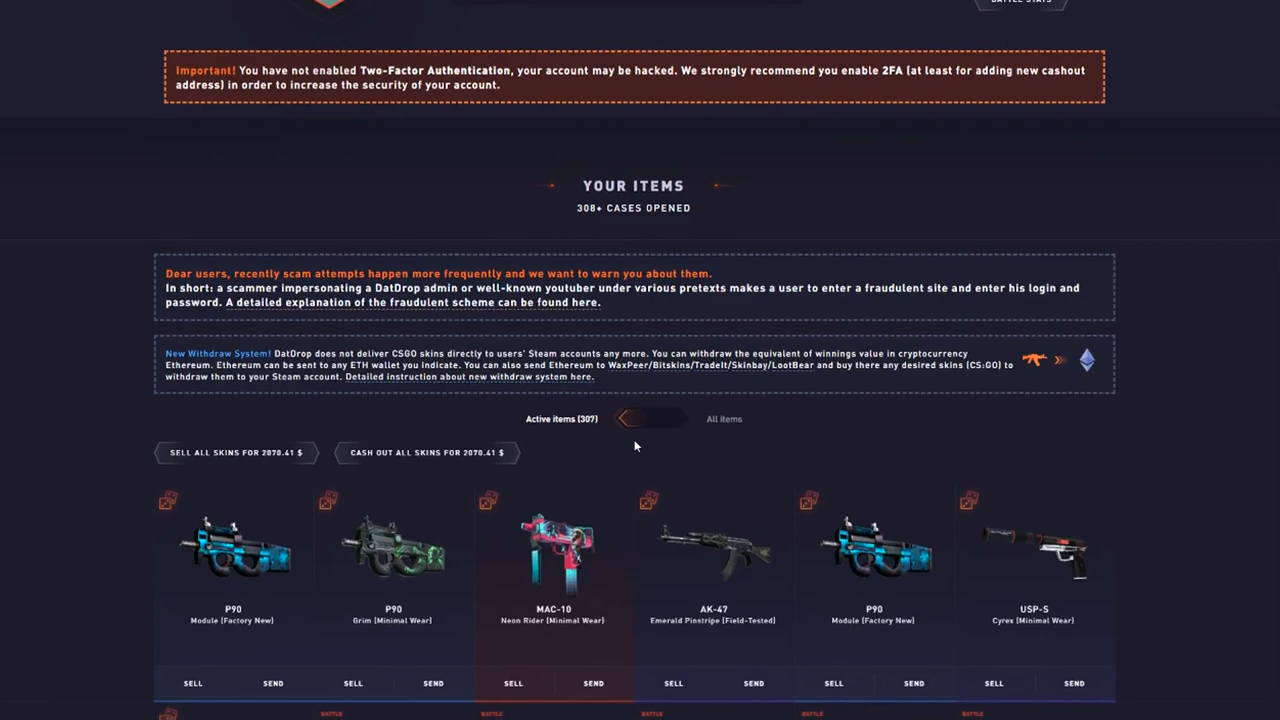 BATTLE STATS
Important! You have not enabled Two-Factor Authentication, your account may be hacked. We strongly recommend you enable 2FA (at least for adding new cashout
address) in order to increase the security of your account.
YOUR ITEMS
308+ CASES OPENED
Dear users, recently scam attempts happen more frequently and we want to warn you about them.
In short: a scammer impersonating a DatDrop admin or well-known youtuber under various pretexts makes a user to enter a fraudulent site and enter his login and
password. A detailed explanation of the fraudulent scheme can be found here.
New Withdraw System! DatDrop does not deliver CSGO skins directly to users' Steam accounts any more. You can withdraw the equivalent of winnings value in cryptocurrency
Ethereum. Ethereum can be sent to any ETH wallet you indicate. You can also send Ethereum to WaxPeer/Bitskins/TradeIt/Skinbay/LootBear and buy there any desired skins (CS:GO) to
withdraw them to your Steam account. Detailed instruction about new withdraw system here.
Active items (307) All items
SELL ALL SKINS FOR 2070.41 $ CASH OUT ALL SKINS FOR 2070.41 $
P90 P90 MAC-10 AK-47 P90 USP-S
Module (Factory New) Grim (Minimal Wear) Neon Rider (Minimal Wear) Emerald Pinstripe (Field-Tested) Module (Factory New) Cyrex (Minimal Wear)
SELL SEND SELL SEND SELL SEND SELL SEND SELL SEND SELL SEND
BATTLE BATTLE BATTLE BATTLE BATTLE